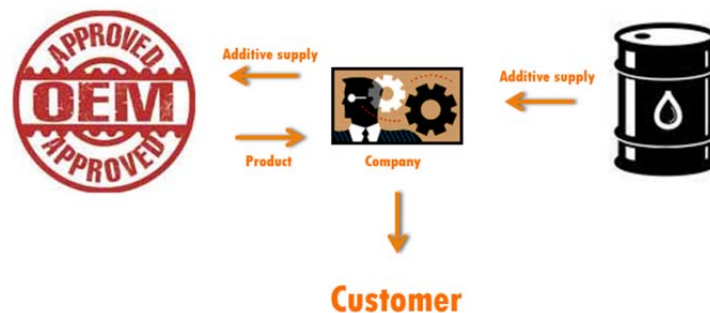 APPROVED
OEM
APPROVED
Additive supply
Product
Company
Additive supply
Customer